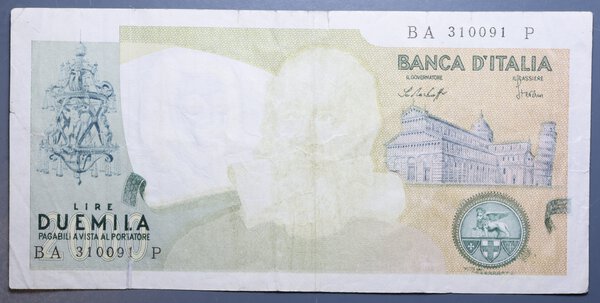 BA 310091 P
BANCA D'ITALIA
IL GOVERNATORE IL CASSIERE
LIRE
DUEMILA
PAGABILI A VISTA AL PORTATORE
BA 310091 P